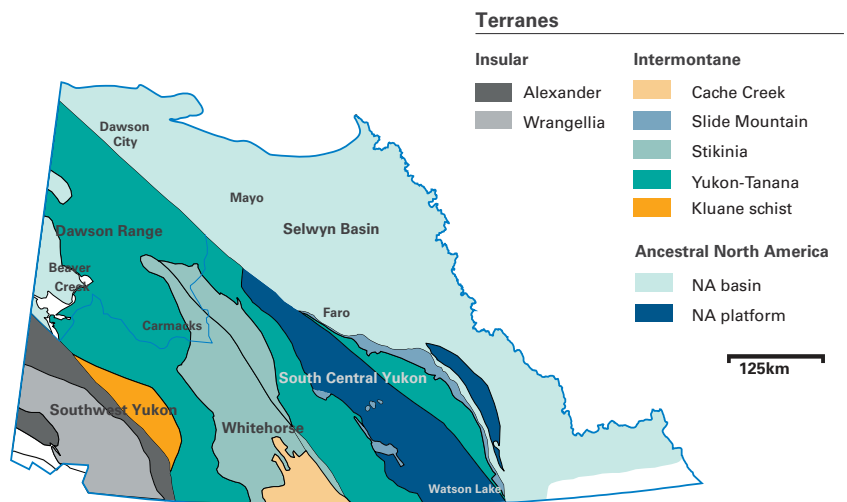 Terranes
Insular
Alexander
Wrangellia
Intermontane
Cache Creek
Slide Mountain
Stikinia
Yukon-Tanana
Kluane schist
Ancestral North America
NA basin
NA platform
125km
Dawson
City
Mayo
Selwyn Basin
Dawson Range
Beaver
Creek
Faro
Carmacks
South Central Yukon
Southwest Yukon
Whitehorse
Watson Lake